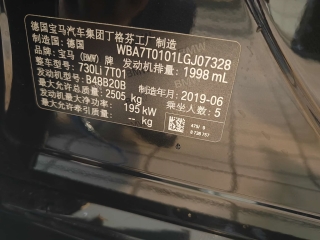 德国宝马汽车集团丁格芬工厂制造
制造国：德国 WBA7T0101LGJ07328
品牌：宝马 (BMW) 牌
整车型号：730Li 7T01 发动机排量：1998 mL
发动机型号：B48B20B
最大允许总质量：2505 kg 制造年月：2019-06
发动机最大净功率：195 kW 乘坐人数：5
最大允许牵引质量：-- kg